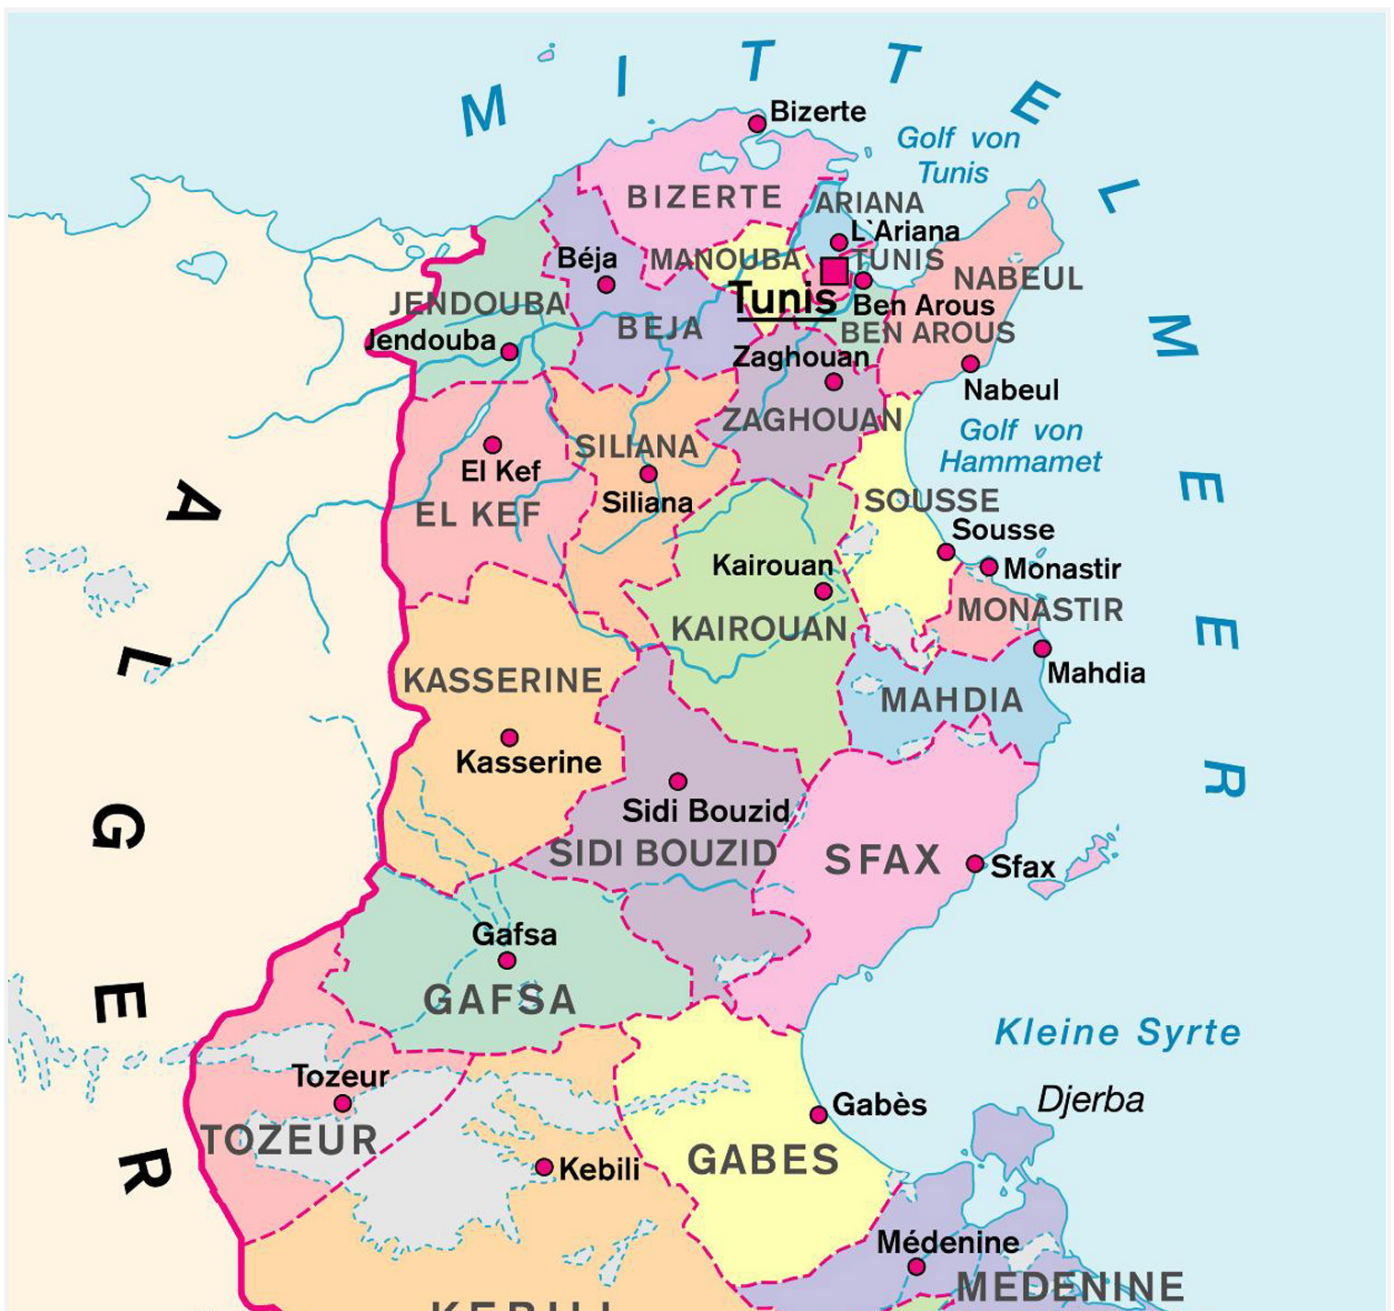 MITTELMEER
Bizerte
Golf von
Tunis
BIZERTE
ARIANA
L`Ariana
Béja
MANOUBA
TUNIS
NABEUL
JENDOUBA
Tunis
Ben Arous
BEJA
BEN AROUS
Jendouba
Zaghouan
Nabeul
ZAGHOUAN
Golf von
Hammamet
SILIANA
El Kef
Siliana
EL KEF
SOUSSE
Sousse
Kairouan
Monastir
MONASTIR
KAIROUAN
ALGER
Mahdia
KASSERINE
MAHDIA
Kasserine
Sidi Bouzid
SIDI BOUZID
SFAX
Sfax
Gafsa
GAFSA
Kleine Syrte
Tozeur
Djerba
Gabès
TOZEUR
GABES
Kebili
Médenine
MEDENINE
KEBILI